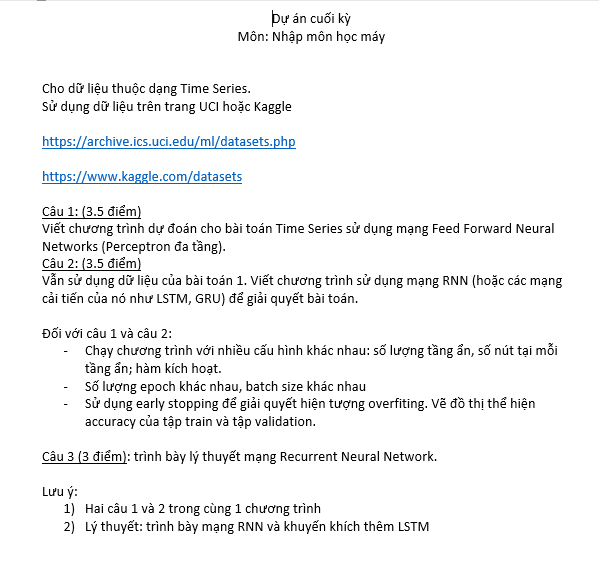 Dự án cuối kỳ
Môn: Nhập môn học máy
Cho dữ liệu thuộc dạng Time Series.
Sử dụng dữ liệu trên trang UCI hoặc Kaggle
https://archive.ics.uci.edu/ml/datasets.php
https://www.kaggle.com/datasets
Câu 1: (3.5 điểm)
Viết chương trình dự đoán cho bài toán Time Series sử dụng mạng Feed Forward Neural
Networks (Perceptron đa tầng).
Câu 2: (3.5 điểm)
Vẫn sử dụng dữ liệu của bài toán 1. Viết chương trình sử dụng mạng RNN (hoặc các mạng
cải tiến của nó như LSTM, GRU) để giải quyết bài toán.
Đối với câu 1 và câu 2:
- Chạy chương trình với nhiều cấu hình khác nhau: số lượng tầng ẩn, số nút tại mỗi
tầng ẩn; hàm kích hoạt.
- Số lượng epoch khác nhau, batch size khác nhau
- Sử dụng early stopping để giải quyết hiện tượng overfiting. Vẽ đồ thị thể hiện
accuracy của tập train và tập validation.
Câu 3 (3 điểm): trình bày lý thuyết mạng Recurrent Neural Network.
Lưu ý:
1) Hai câu 1 và 2 trong cùng 1 chương trình
2) Lý thuyết: trình bày mạng RNN và khuyến khích thêm LSTM